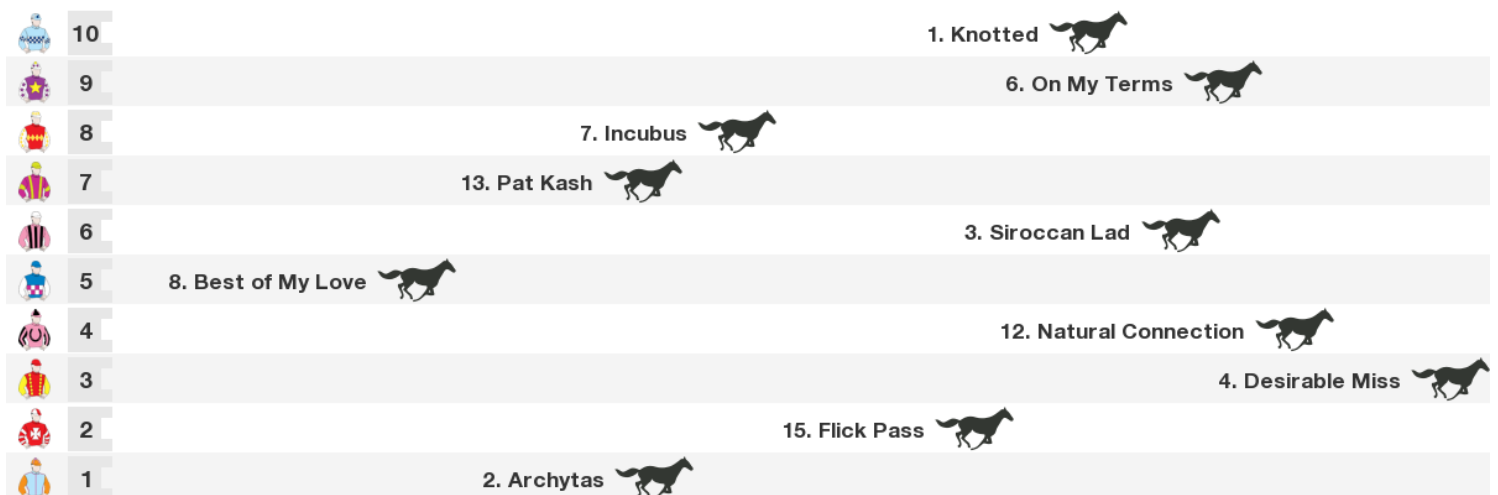 10 1. Knotted
9 6. On My Terms
8 7. Incubus
7 13. Pat Kash
6 3. Siroccan Lad
5 8. Best of My Love
4 12. Natural Connection
3 4. Desirable Miss
2 15. Flick Pass
1 2. Archytas